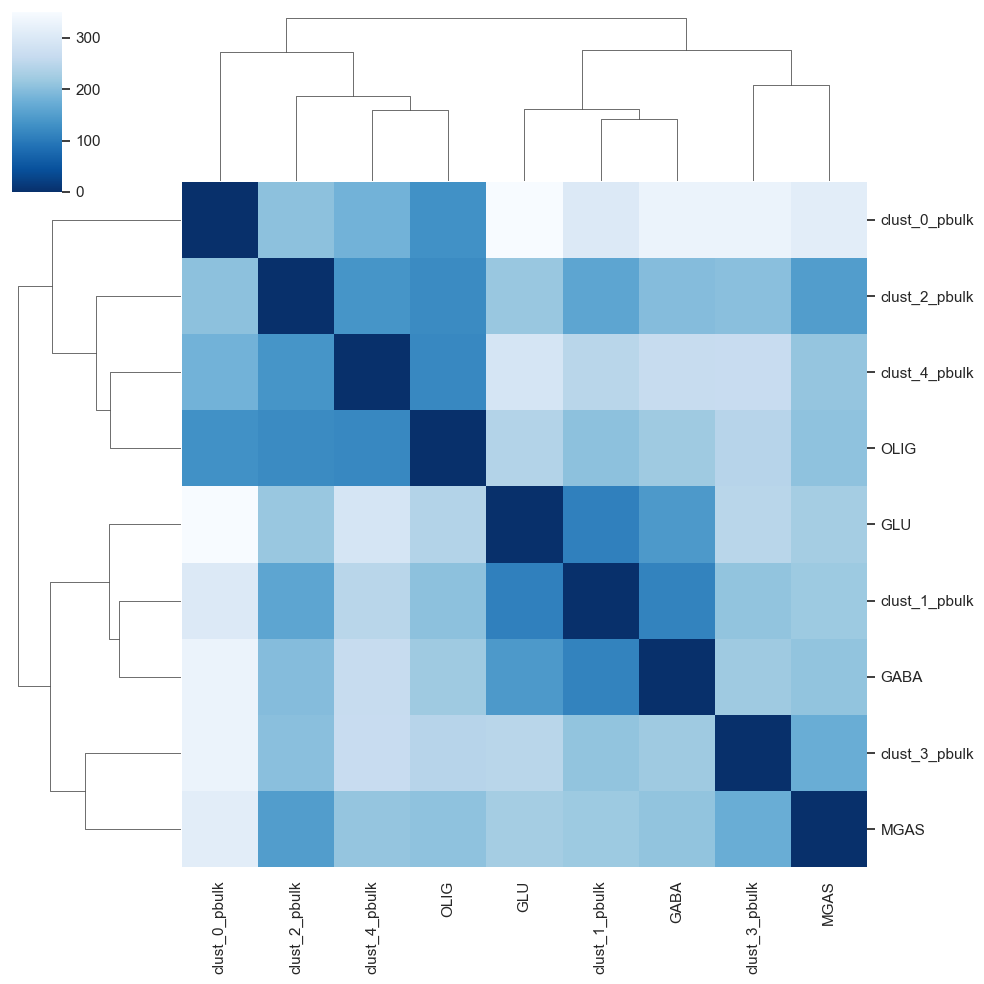 300
200
100
0
clust_0_pbulk
clust_2_pbulk
clust_4_pbulk
OLIG
GLU
clust_1_pbulk
GABA
clust_3_pbulk
MGAS
clust_0_pbulk
clust_2_pbulk
clust_4_pbulk
OLIG
GLU
clust_1_pbulk
GABA
clust_3_pbulk
MGAS